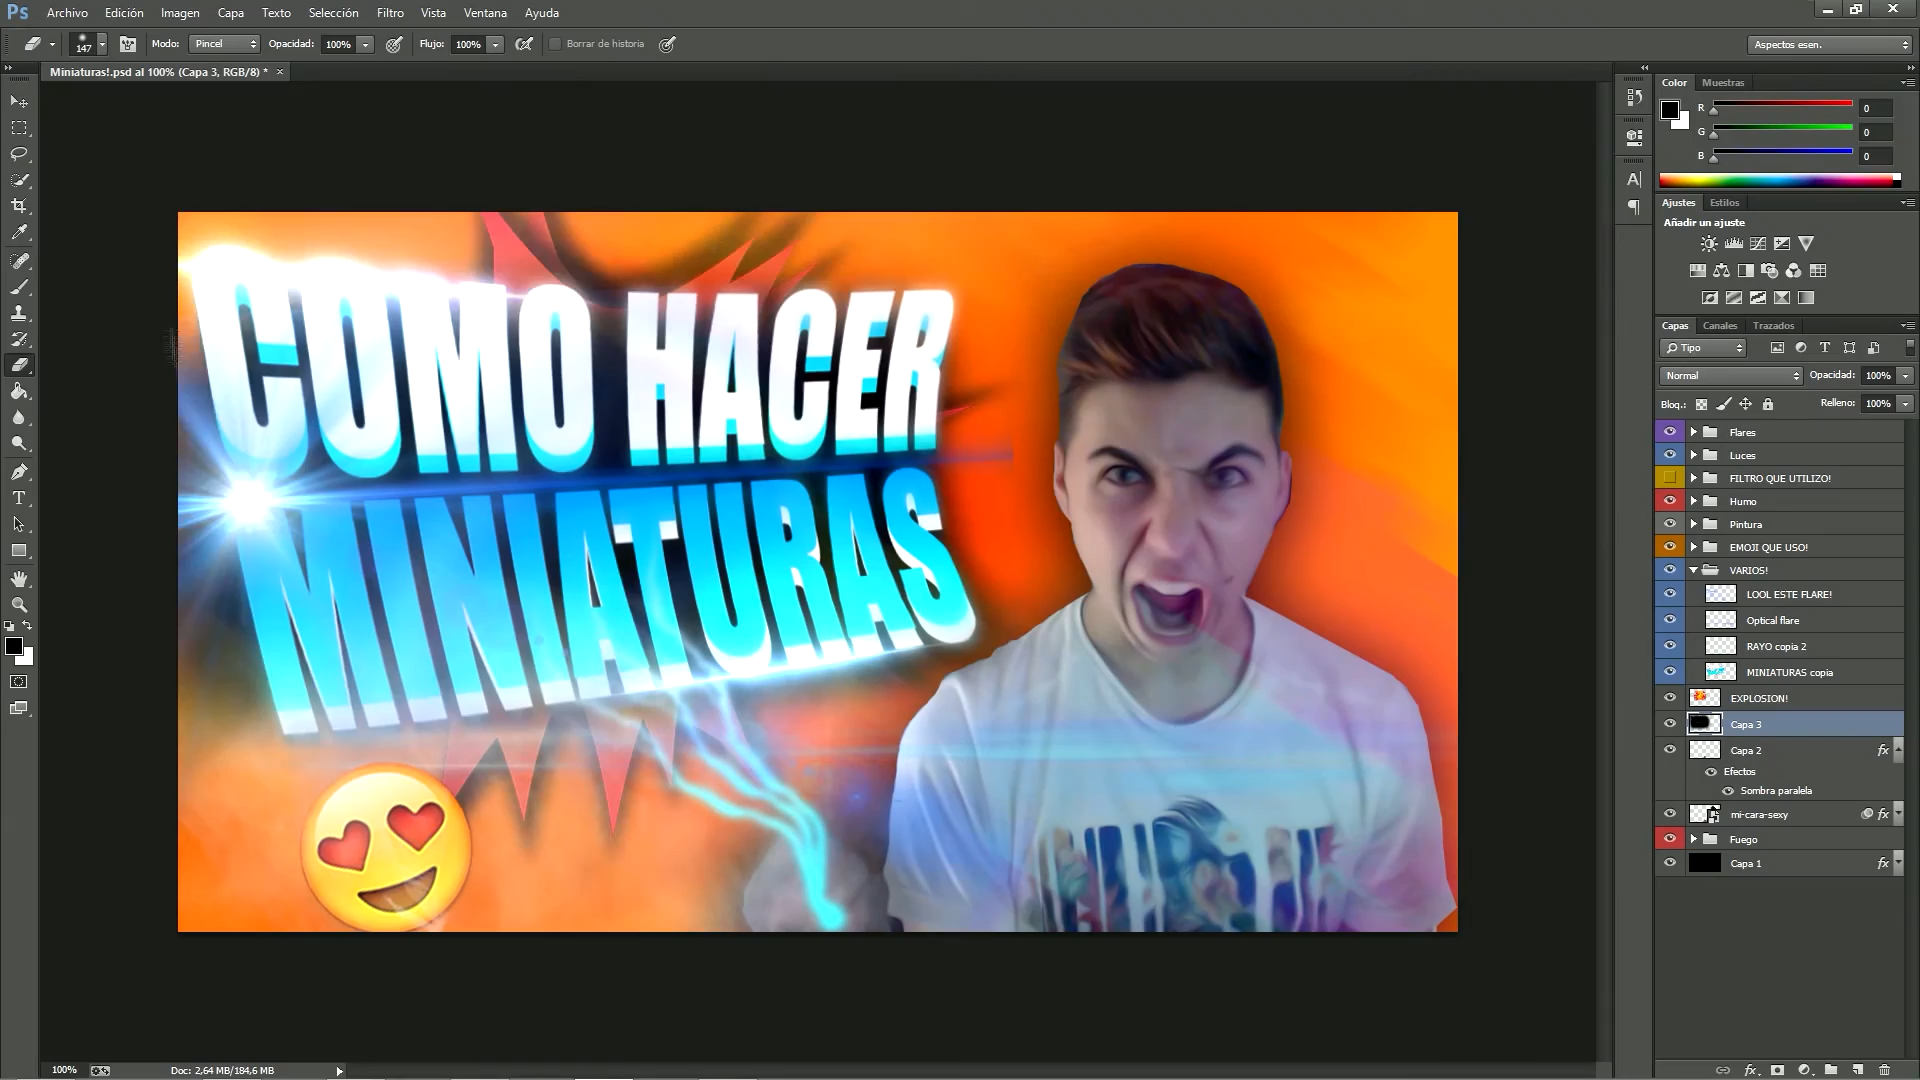 Ps Archivo Edición Imagen Capa Texto Selección Filtro Vista Ventana Ayuda
147 Modo: Pincel Opacidad: 100% Flujo: 100% Borrar de historia Aspectos esen.
Miniaturas!.psd al 100% (Capa 3, RGB/8) * ×
COMO HACER
MINIATURAS
Color Muestras
R 0
G 0
B 0
Ajustes Estilos
Añadir un ajuste
Capas Canales Trazados
Tipo
Normal Opacidad: 100%
Bloq.: Relleno: 100%
Flares
Luces
FILTRO QUE UTILIZO!
Humo
Pintura
EMOJI QUE USO!
VARIOS!
LOOL ESTE FLARE!
Optical flare
RAYO copia 2
MINIATURAS copia
EXPLOSION!
Capa 3
Capa 2 fx
Efectos
Sombra paralela
mi-cara-sexy fx
Fuego
Capa 1 fx
100% Doc: 2,64 MB/184,6 MB